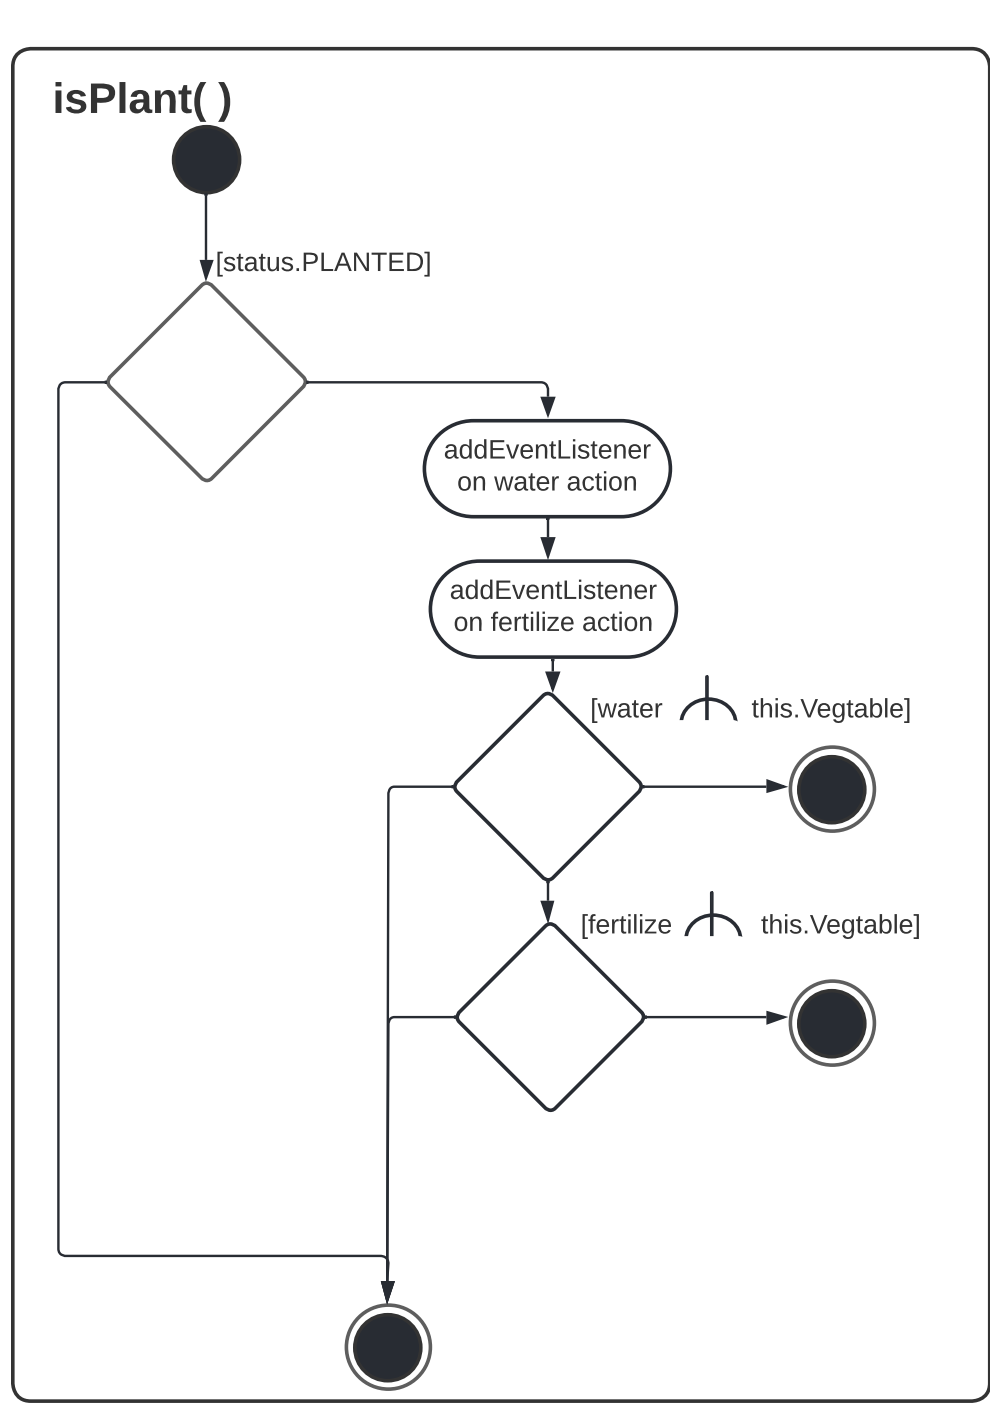 isPlant( )
[status.PLANTED]
addEventListener
on water action
addEventListener
on fertilize action
[water this.Vegtable]
[fertilize this.Vegtable]